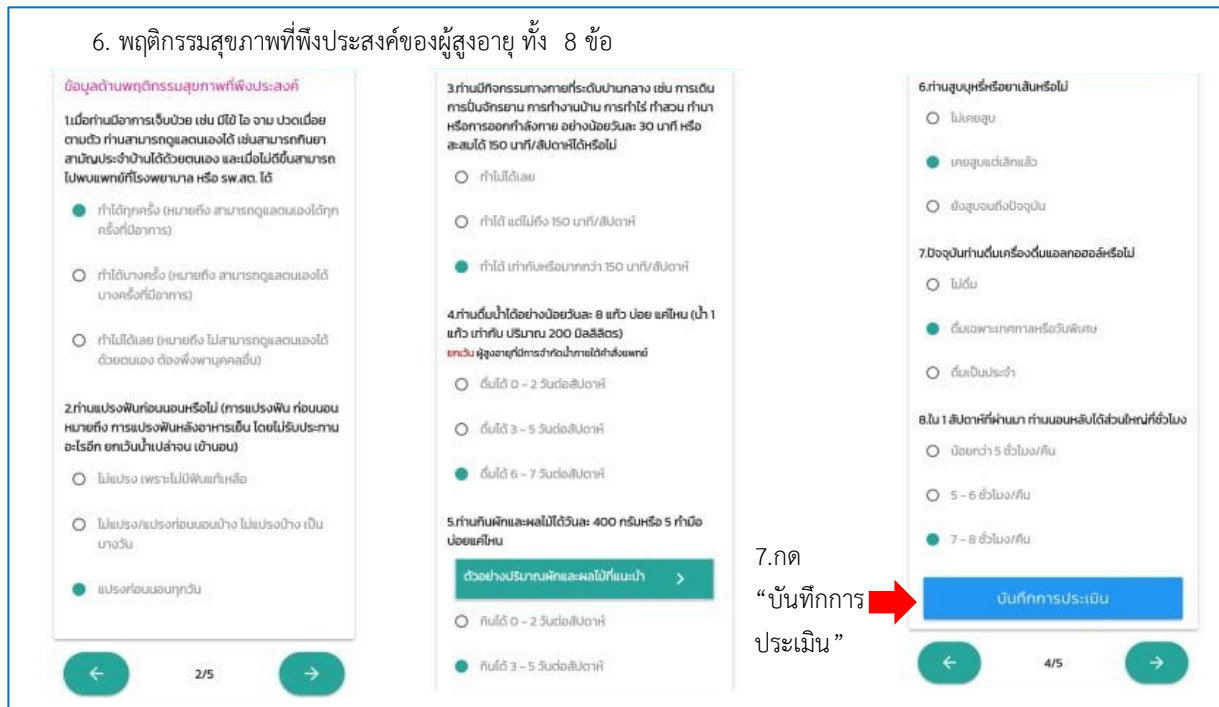 6. พฤติกรรมสุขภาพที่พึงประสงค์ของผู้สูงอายุ ทั้ง 8 ข้อ
ข้อมูลด้านพฤติกรรมสุขภาพที่พึงประสงค์
1.เมื่อท่านมีอาการเจ็บป่วย เช่น มีไข้ ไอ จาม ปวดเมื่อย
ตามตัว ท่านสามารถดูแลตนเองได้ เช่นสามารถกินยา
สามัญประจำบ้านได้ด้วยตนเอง และเมื่อไม่ดีขึ้นสามารถ
ไปพบแพทย์ที่โรงพยาบาล หรือ รพ.สต. ได้
ทำได้ทุกครั้ง (หมายถึง สามารถดูแลตนเองได้ทุก
ครั้งที่มีอาการ)
ทำได้บางครั้ง (หมายถึง สามารถดูแลตนเองได้
บางครั้งที่มีอาการ)
ทำไม่ได้เลย (หมายถึง ไม่สามารถดูแลตนเองได้
ด้วยตนเอง ต้องพึ่งพาบุคคลอื่น)
2.ท่านแปรงฟันก่อนนอนหรือไม่ (การแปรงฟัน ก่อนนอน
หมายถึง การแปรงฟันหลังอาหารเย็น โดยไม่รับประทาน
อะไรอีก ยกเว้นน้ำเปล่าจน เข้านอน)
ไม่แปรง เพราะไม่มีฟันแท้เหลือ
ไม่แปรง/แปรงก่อนนอนบ้าง ไม่แปรงบ้าง เป็น
บางวัน
แปรงก่อนนอนทุกวัน
2/5
3.ท่านมีกิจกรรมทางกายที่ระดับปานกลาง เช่น การเดิน
การปั่นจักรยาน การทำงานบ้าน การทำไร่ ทำสวน ทำนา
หรือการออกกำลังกาย อย่างน้อยวันละ 30 นาที หรือ
สะสมได้ 150 นาที/สัปดาห์ได้หรือไม่
ทำไม่ได้เลย
ทำได้ แต่ไม่ถึง 150 นาที/สัปดาห์
ทำได้ เท่ากับหรือมากกว่า 150 นาที/สัปดาห์
4.ท่านดื่มน้ำได้อย่างน้อยวันละ 8 แก้ว บ่อย แค่ไหน (น้ำ 1
แก้ว เท่ากับ ปริมาณ 200 มิลลิลิตร)
ยกเว้น ผู้สูงอายุที่มีการจำกัดน้ำภายใต้คำสั่งแพทย์
ดื่มได้ 0 - 2 วันต่อสัปดาห์
ดื่มได้ 3 - 5 วันต่อสัปดาห์
ดื่มได้ 6 - 7 วันต่อสัปดาห์
5.ท่านกินผักและผลไม้ได้วันละ 400 กรัมหรือ 5 กำมือ
บ่อยแค่ไหน
ตัวอย่างปริมาณผักและผลไม้ที่แนะนำ
กินได้ 0 - 2 วันต่อสัปดาห์
กินได้ 3 - 5 วันต่อสัปดาห์
6.ท่านสูบบุหรี่หรือยาเส้นหรือไม่
ไม่เคยสูบ
เคยสูบแต่เลิกแล้ว
ยังสูบจนถึงปัจจุบัน
7.ปัจจุบันท่านดื่มเครื่องดื่มแอลกอฮอล์หรือไม่
ไม่ดื่ม
ดื่มเฉพาะเทศกาลหรือวันพิเศษ
ดื่มเป็นประจำ
8.ใน 1 สัปดาห์ที่ผ่านมา ท่านนอนหลับได้ส่วนใหญ่กี่ชั่วโมง
น้อยกว่า 5 ชั่วโมง/คืน
5 - 6 ชั่วโมง/คืน
7 - 8 ชั่วโมง/คืน
7.กด
“บันทึกการ
ประเมิน”
บันทึกการประเมิน
4/5